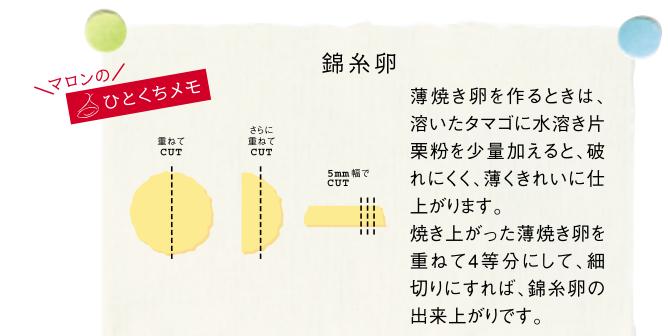 錦糸卵
マロンの
ひとくちメモ
重ねて
CUT
さらに
重ねて
CUT
5mm幅で
CUT
薄焼き卵を作るときは、
溶いたタマゴに水溶き片
栗粉を少量加えると、破
れにくく、薄くきれいに仕
上がります。
焼き上がった薄焼き卵を
重ねて4等分にして、細
切りにすれば、錦糸卵の
出来上がりです。